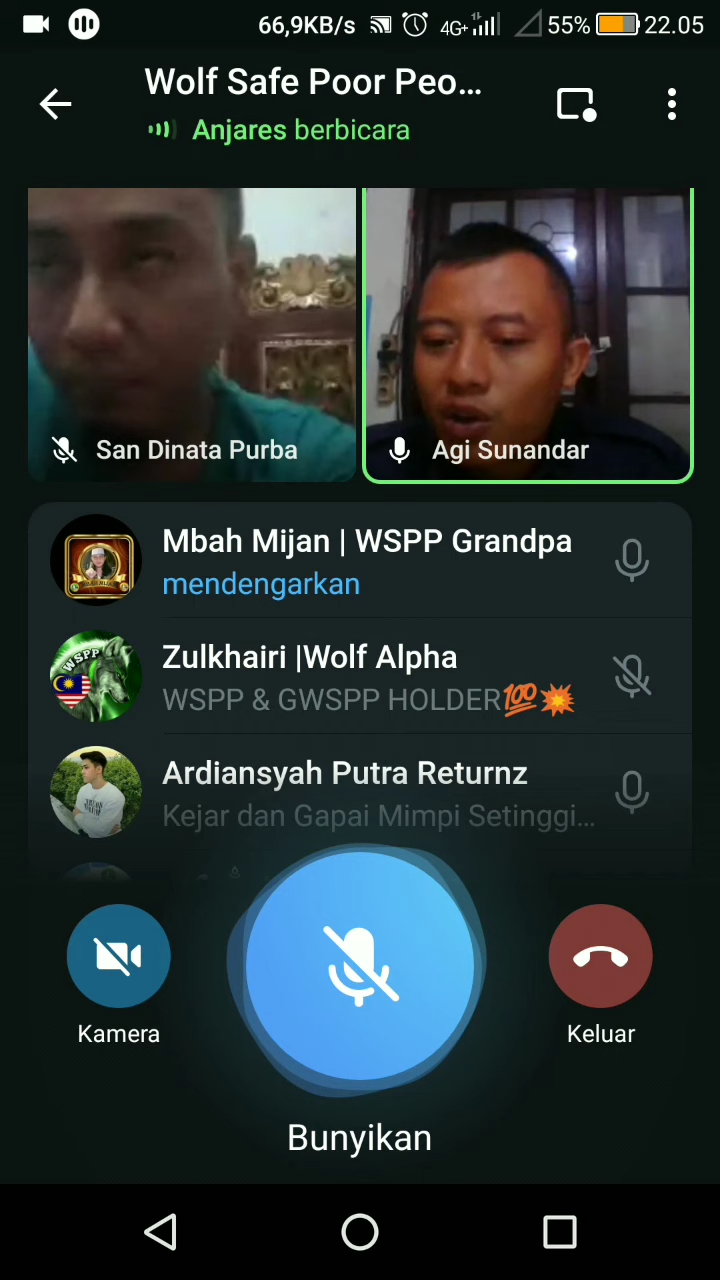 66,9KB/s 4G+ 55% 22.05
Wolf Safe Poor Peo...
Anjares berbicara
San Dinata Purba
Agi Sunandar
Mbah Mijan | WSPP Grandpa
mendengarkan
WSPP
Zulkhairi |Wolf Alpha
WSPP & GWSPP HOLDER💯💥
Ardiansyah Putra Returnz
Kejar dan Gapai Mimpi Setinggi...
Kamera
Keluar
Bunyikan